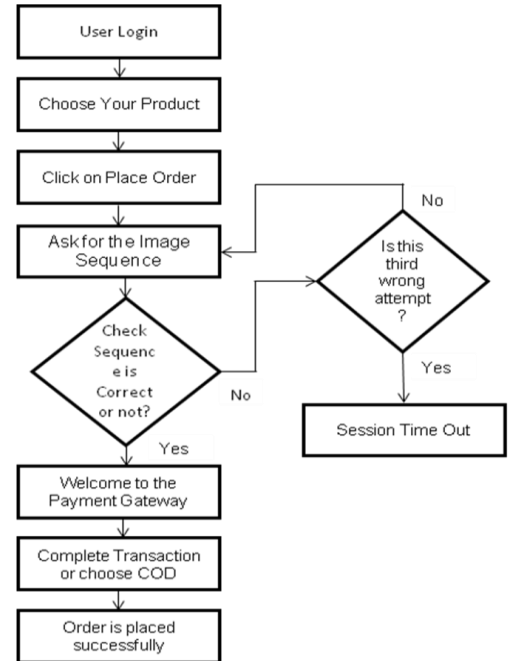 User Login
Choose Your Product
Click on Place Order
No
Ask for the Image
Sequence
Is this
third
wrong
attempt
?
Check
Sequenc
e is
Correct
or not?
No
Yes
Session Time Out
Yes
Welcome to the
Payment Gateway
Complete Transaction
or choose COD
Order is placed
successfully